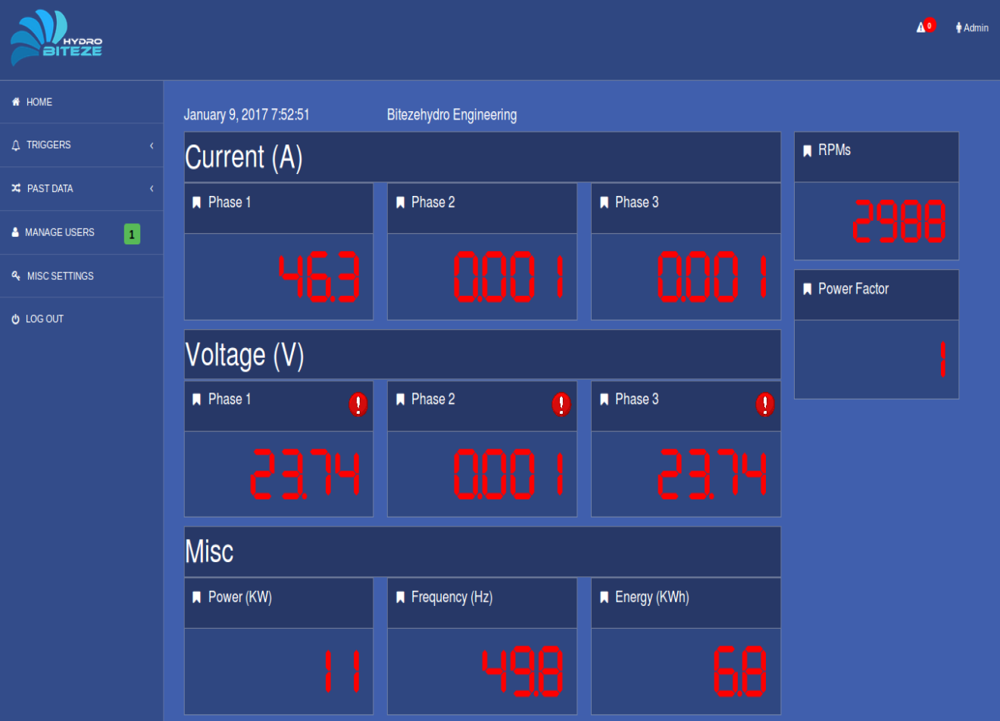 HYDRO
BITEZE
0
Admin
HOME
TRIGGERS
PAST DATA
MANAGE USERS 1
MISC SETTINGS
LOG OUT
January 9, 2017 7:52:51 Bitezehydro Engineering
Current (A)
Phase 1 Phase 2 Phase 3
46.3 0.001 0.001
RPMs
2988
Power Factor
1
Voltage (V)
Phase 1 Phase 2 Phase 3
23.74 0.001 23.74
Misc
Power (KW) Frequency (Hz) Energy (KWh)
11 49.8 6.8